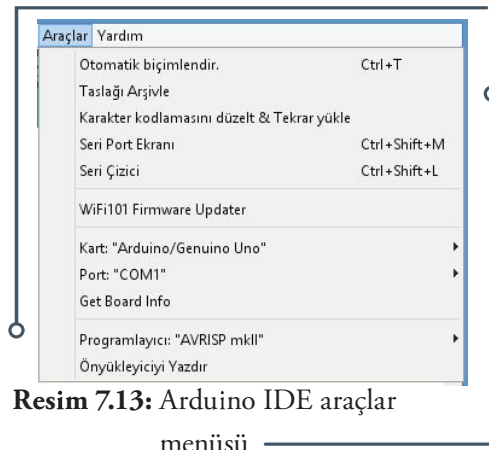 Araçlar Yardım
Otomatik biçimlendir. Ctrl+T
Taslağı Arşivle
Karakter kodlamasını düzelt & Tekrar yükle
Seri Port Ekranı Ctrl+Shift+M
Seri Çizici Ctrl+Shift+L
WiFi101 Firmware Updater
Kart: "Arduino/Genuino Uno"
Port: "COM1"
Get Board Info
Programlayıcı: "AVRISP mkII"
Önyükleyiciyi Yazdır
Resim 7.13: Arduino IDE araçlar
menüsü